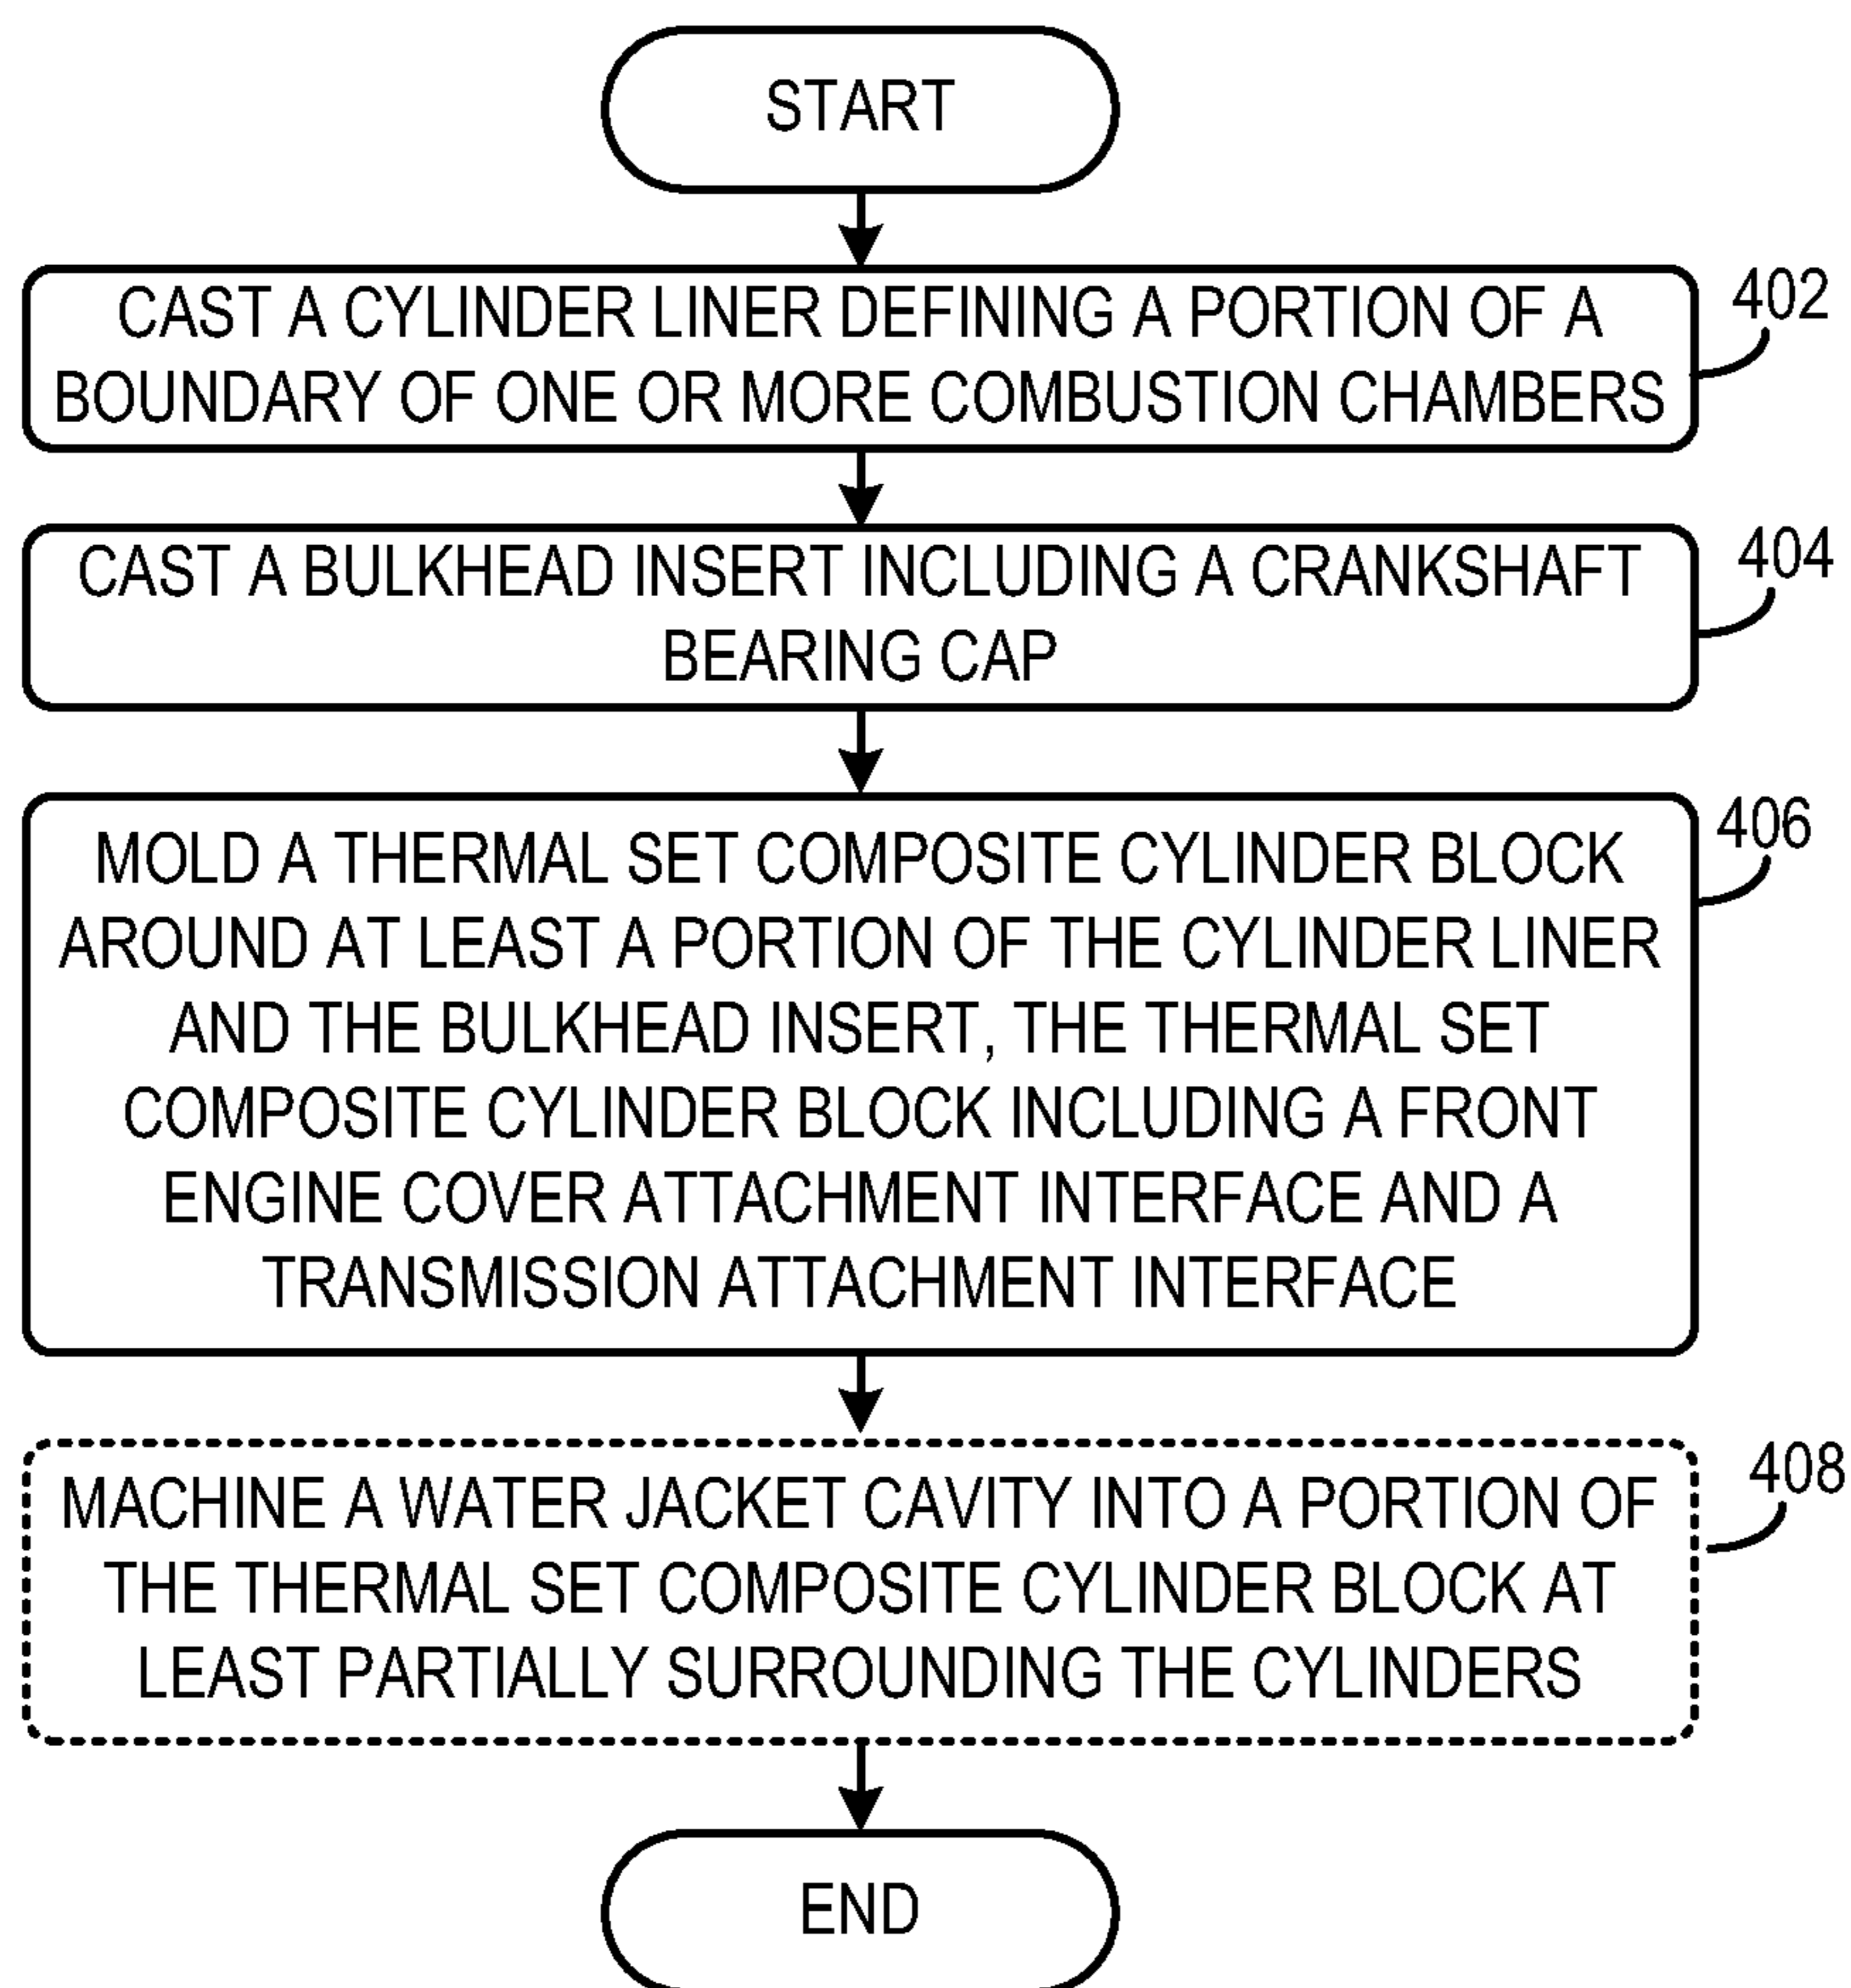 START
CAST A CYLINDER LINER DEFINING A PORTION OF A
BOUNDARY OF ONE OR MORE COMBUSTION CHAMBERS
402
CAST A BULKHEAD INSERT INCLUDING A CRANKSHAFT
BEARING CAP
404
MOLD A THERMAL SET COMPOSITE CYLINDER BLOCK
AROUND AT LEAST A PORTION OF THE CYLINDER LINER
AND THE BULKHEAD INSERT, THE THERMAL SET
COMPOSITE CYLINDER BLOCK INCLUDING A FRONT
ENGINE COVER ATTACHMENT INTERFACE AND A
TRANSMISSION ATTACHMENT INTERFACE
406
MACHINE A WATER JACKET CAVITY INTO A PORTION OF
THE THERMAL SET COMPOSITE CYLINDER BLOCK AT
LEAST PARTIALLY SURROUNDING THE CYLINDERS
408
END